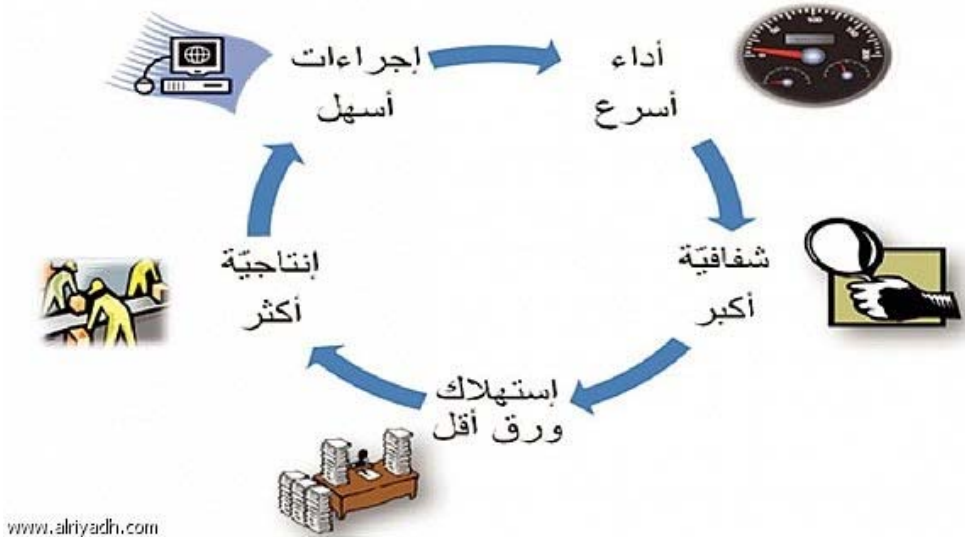 أداء
أسرع
شفافيّة
أكبر
إستهلاك
ورق أقل
إنتاجيّة
أكثر
إجراءات
أسهل
www.alriyadh.com